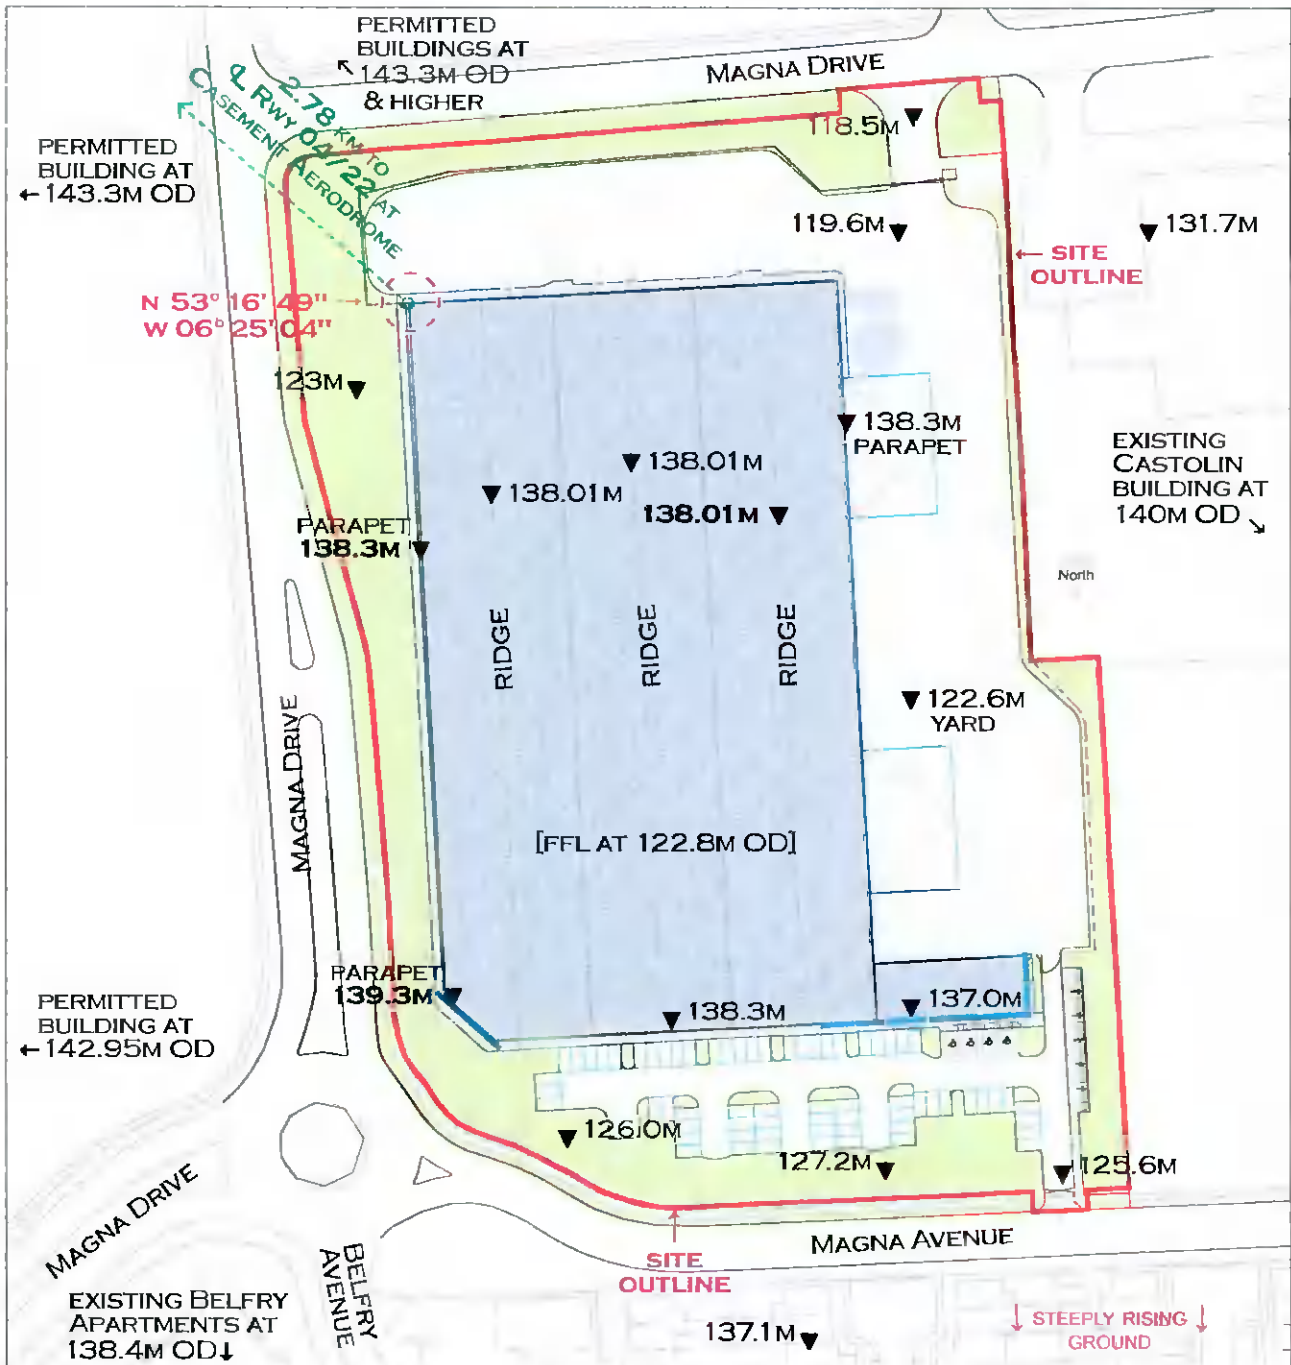 PERMITTED
BUILDINGS AT
↖ 143.3M OD
& HIGHER
MAGNA DRIVE
2.78 KM TO
℄ RWY 04/22 AT
CASEMENT AERODROME
118.5M
PERMITTED
BUILDING AT
←143.3M OD
119.6M
131.7M
← SITE
OUTLINE
N 53° 16' 49"
W 06° 25' 04"
123M
138.3M
PARAPET
EXISTING
CASTOLIN
BUILDING AT
140M OD ↘
138.01M
138.01M
138.01M
PARAPET
138.3M
North
RIDGE
RIDGE
RIDGE
122.6M
YARD
MAGNA DRIVE
[FFL AT 122.8M OD]
PARAPET
139.3M
138.3M
137.0M
PERMITTED
BUILDING AT
←142.95M OD
126.0M
127.2M
125.6M
MAGNA DRIVE
BELFRY
AVENUE
MAGNA AVENUE
SITE
OUTLINE
EXISTING BELFRY
APARTMENTS AT
138.4M OD↓
137.1M
↓ STEEPLY RISING ↓
GROUND